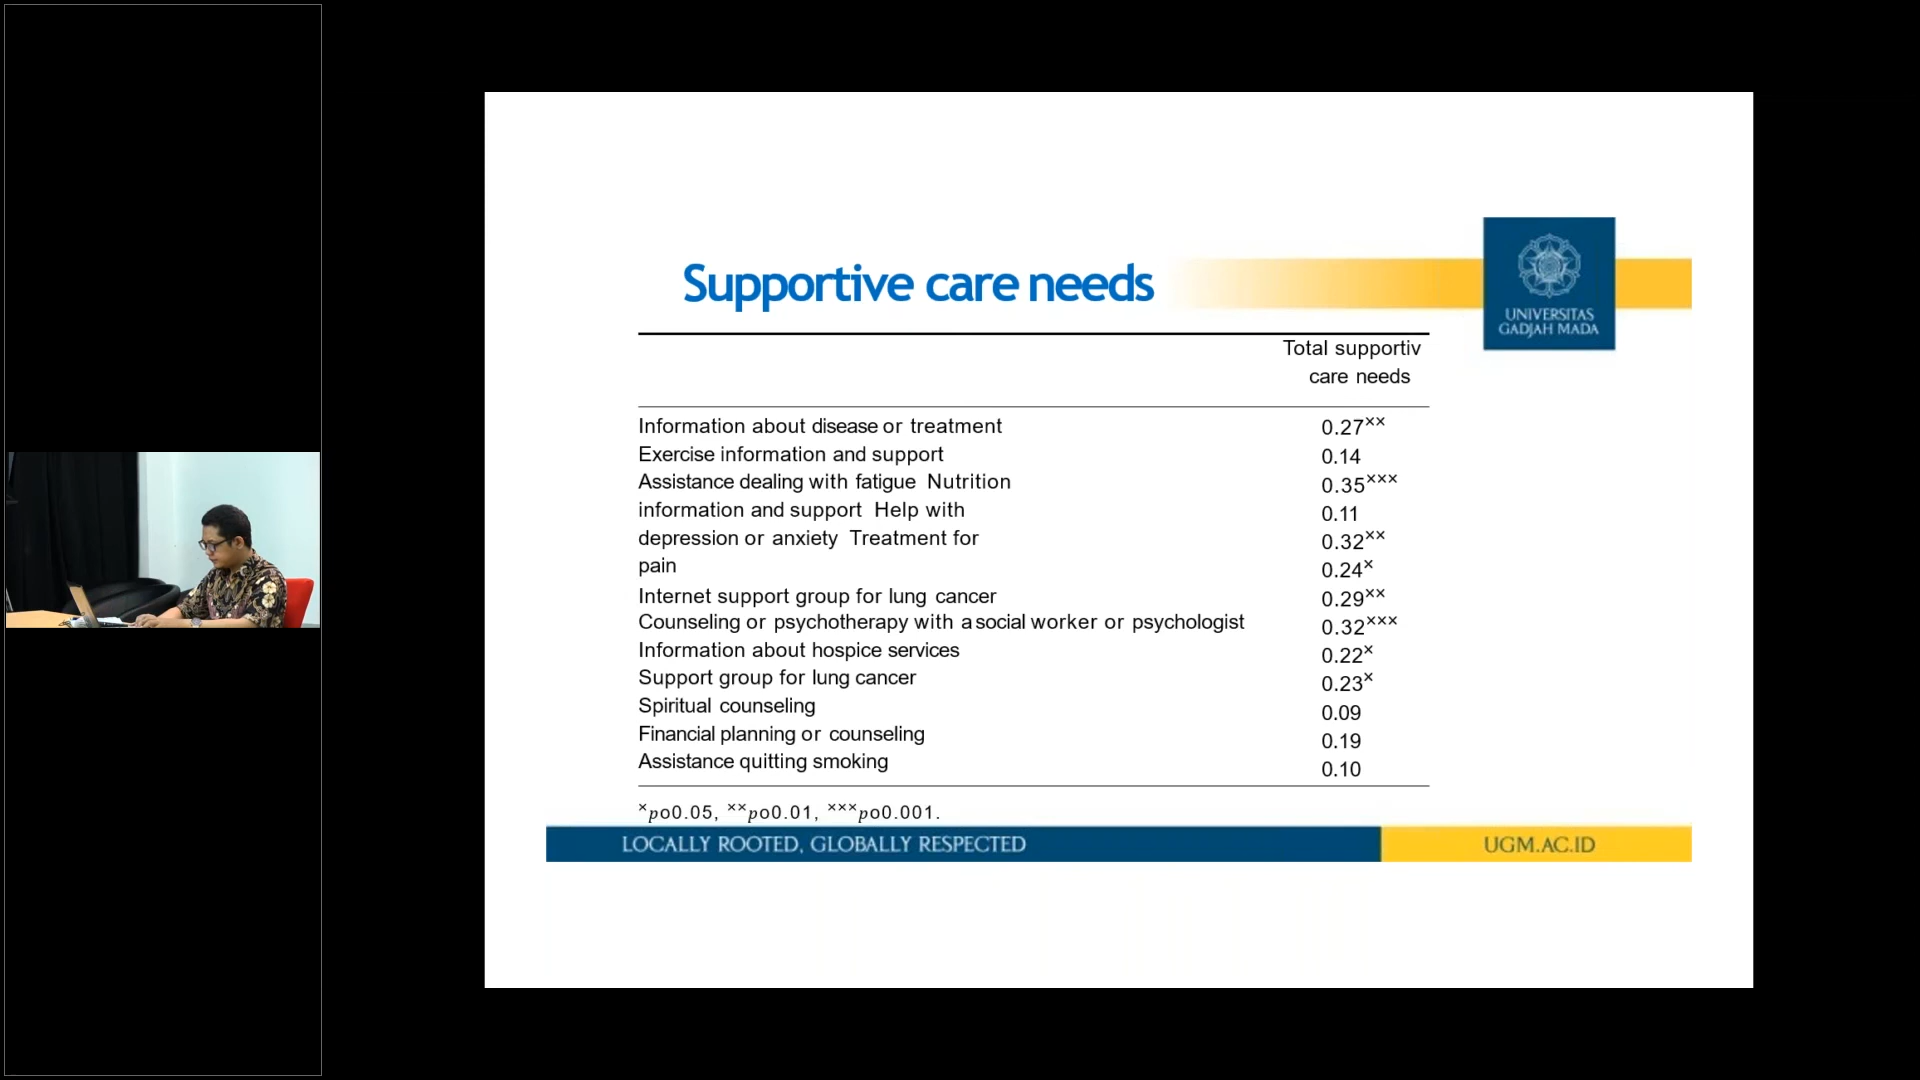 Supportive care needs
UNIVERSITAS
GADJAH MADA
Total supportiv
care needs
Information about disease or treatment 0.27××
Exercise information and support 0.14
Assistance dealing with fatigue Nutrition 0.35×××
information and support Help with 0.11
depression or anxiety Treatment for 0.32××
pain 0.24×
Internet support group for lung cancer 0.29××
Counseling or psychotherapy with a social worker or psychologist 0.32×××
Information about hospice services 0.22×
Support group for lung cancer 0.23×
Spiritual counseling 0.09
Financial planning or counseling 0.19
Assistance quitting smoking 0.10
×po0.05, ××po0.01, ×××po0.001.
LOCALLY ROOTED, GLOBALLY RESPECTED UGM.AC.ID